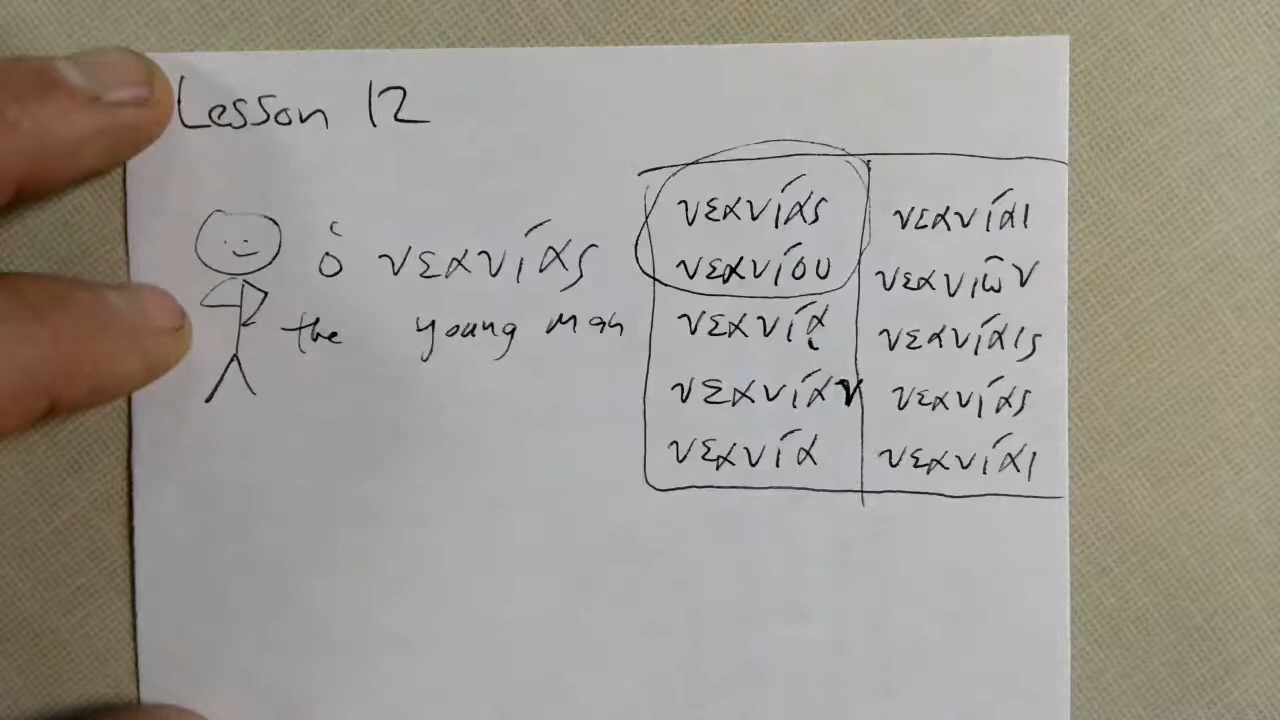 Lesson 12
ὁ νεανίας
the young man
νεανίας νεανίαι
νεανίου νεανιῶν
νεανίᾳ νεανίαις
νεανίαν νεανίας
νεανία νεανίαι